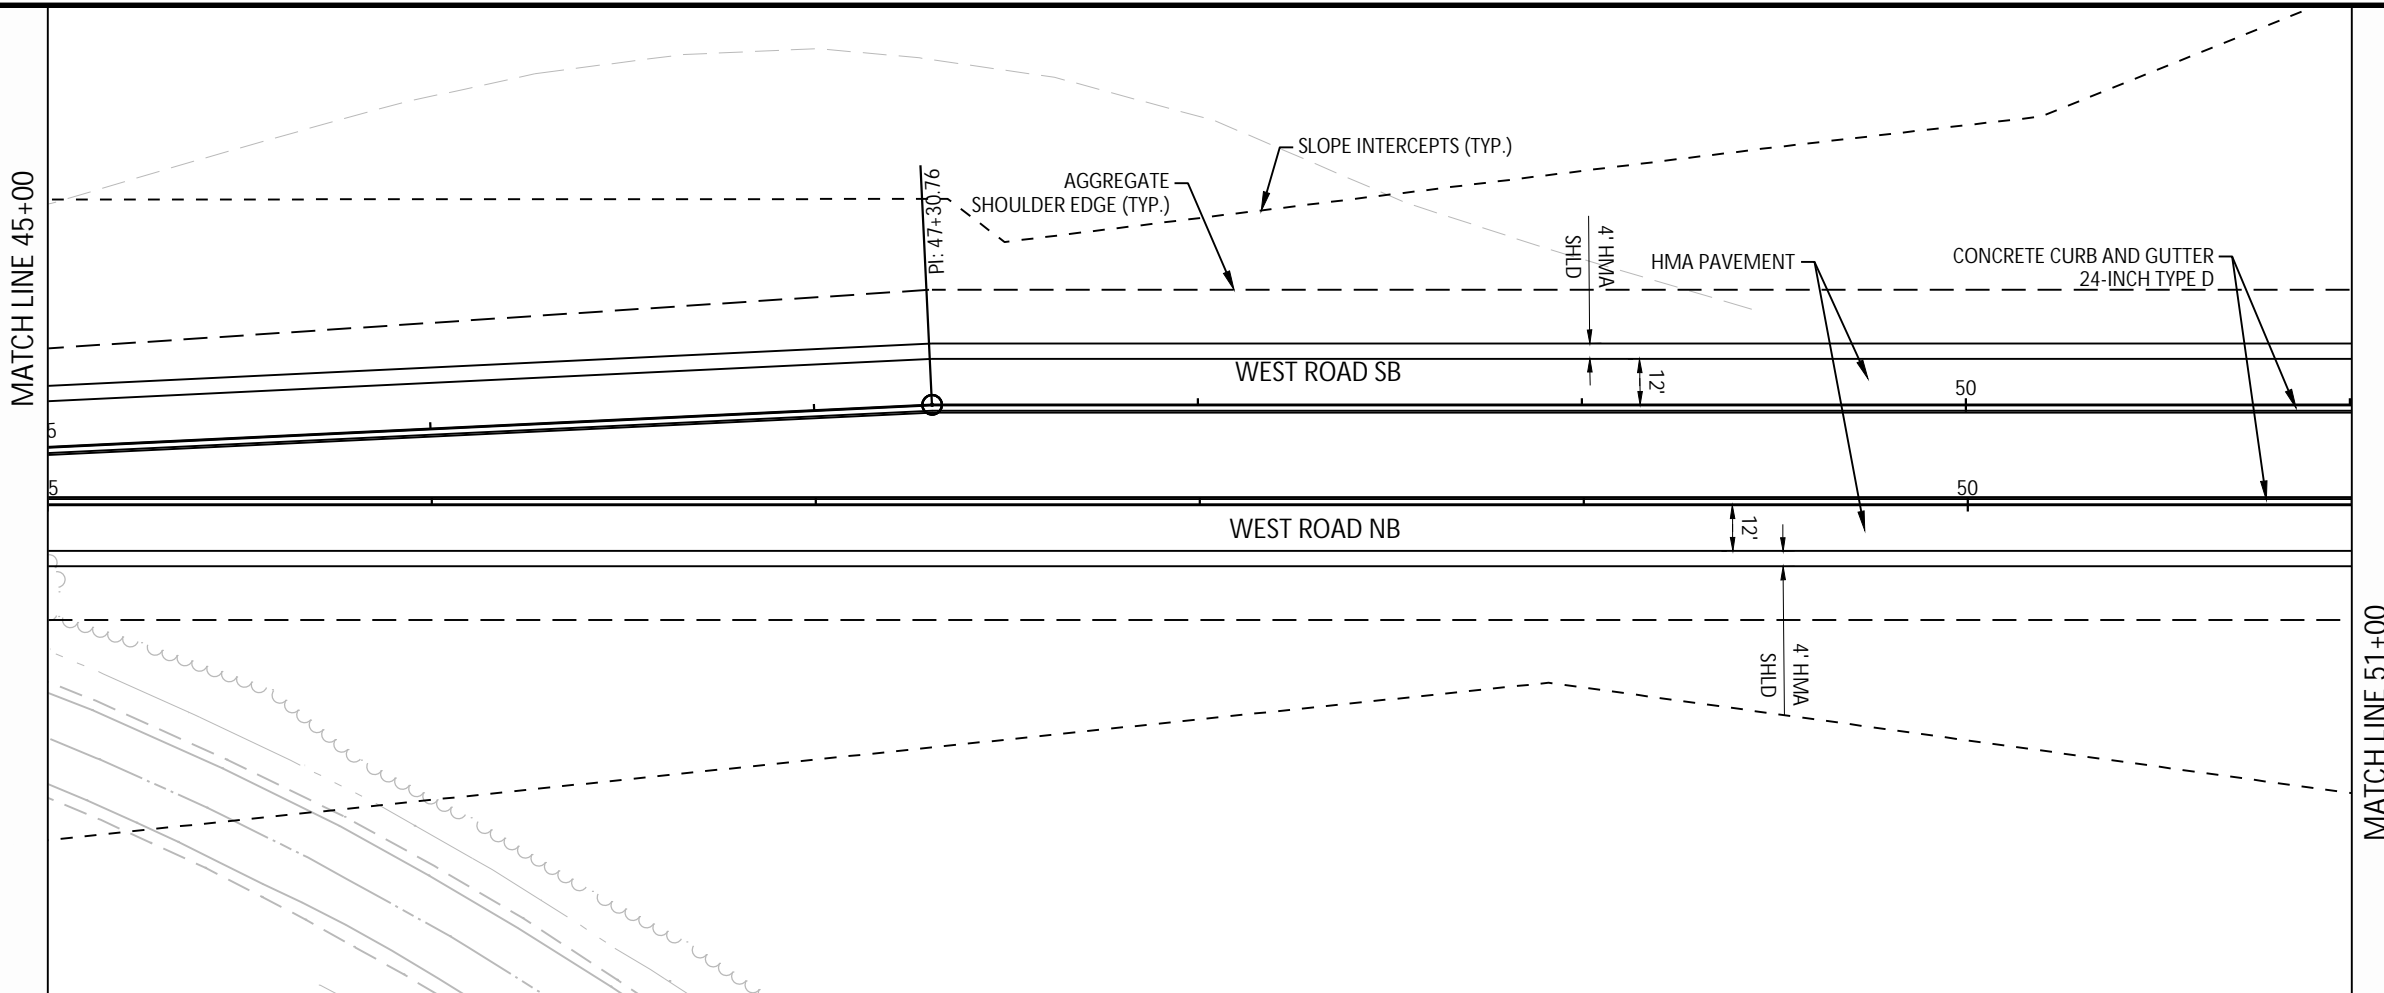 MATCH LINE 45+00
SLOPE INTERCEPTS (TYP.)
AGGREGATE
SHOULDER EDGE (TYP.)
PI: 47+30.76
4' HMA
SHLD
HMA PAVEMENT
CONCRETE CURB AND GUTTER
24-INCH TYPE D
WEST ROAD SB
12'
50
5
5
50
WEST ROAD NB
12'
4' HMA
SHLD
MATCH LINE 51+00